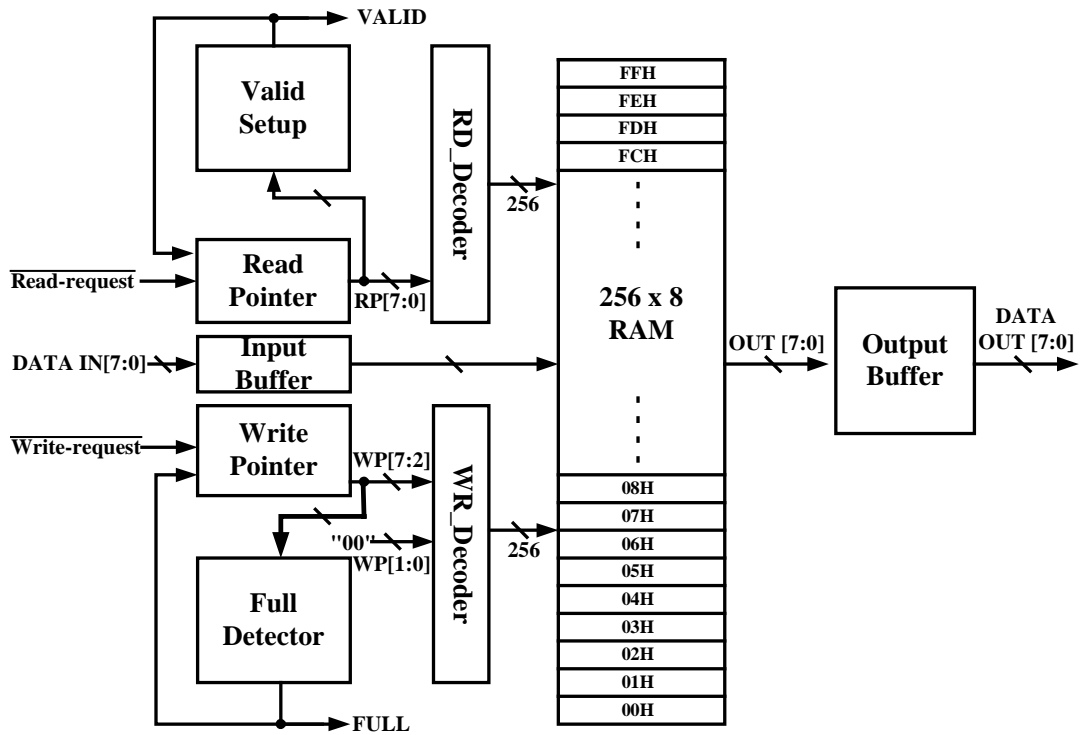 VALID
Valid
Setup
RD_Decoder
256
Read-request
Read
Pointer
RP[7:0]
DATA IN[7:0]
Input
Buffer
Write-request
Write
Pointer
WP[7:2]
"00"
WP[1:0]
WR_Decoder
256
Full
Detector
FULL
FFH
FEH
FDH
FCH
256 x 8
RAM
08H
07H
06H
05H
04H
03H
02H
01H
00H
OUT [7:0]
Output
Buffer
DATA
OUT [7:0]